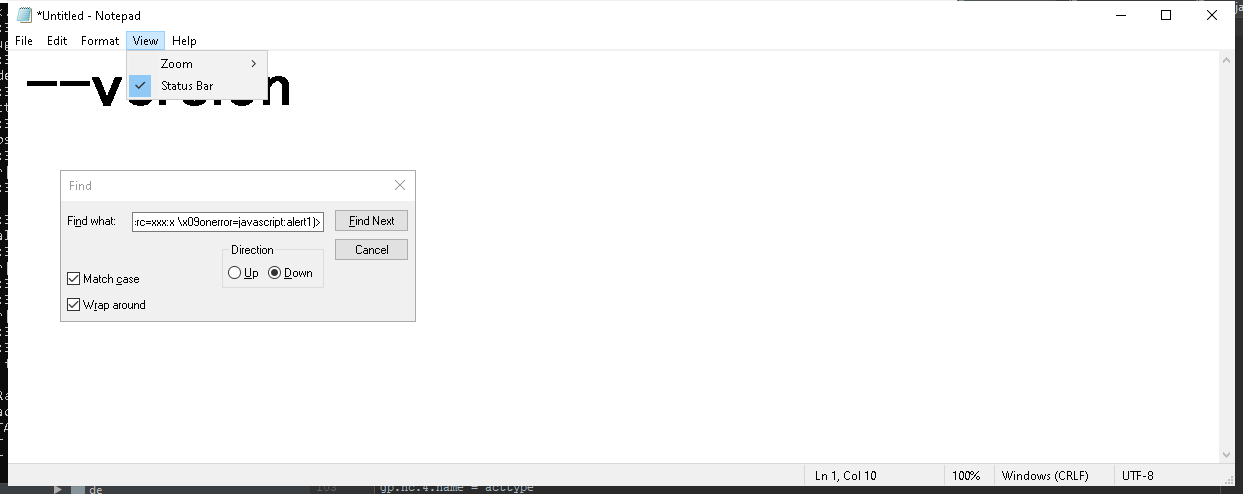 *Untitled - Notepad
File Edit Format View Help
Zoom
Status Bar
Find
Find what: :rc=xxx:x \x09onerror=javascript:alert1)> Find Next
Direction
Cancel
Up Down
Match case
Wrap around
Ln 1, Col 10 100% Windows (CRLF) UTF-8
de
gp.nc.4.name = acttype